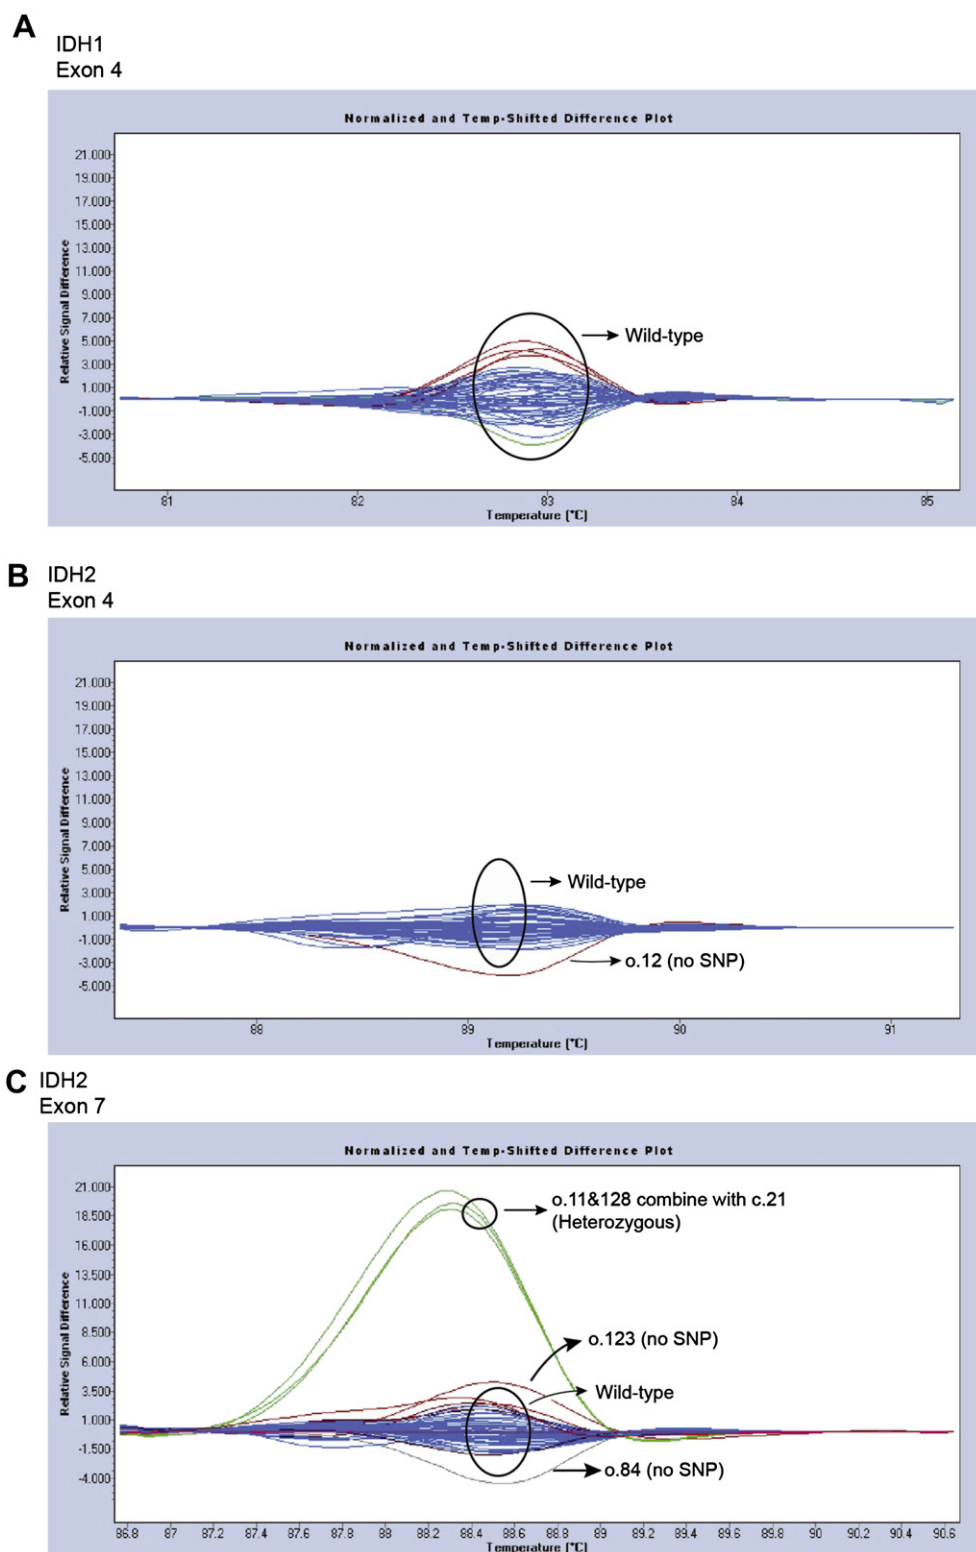 A
IDH1
Exon 4
Normalized and Temp-Shifted Difference Plot
Relative Signal Difference
21.000
19.000
17.000
15.000
13.000
11.000
9.000
7.000
5.000
3.000
1.000
-1.000
-3.000
-5.000
Wild-type
81 82 83 84 85
Temperature (°C)
B
IDH2
Exon 4
Normalized and Temp-Shifted Difference Plot
Relative Signal Difference
21.000
19.000
17.000
15.000
13.000
11.000
9.000
7.000
5.000
3.000
1.000
-1.000
-3.000
-5.000
Wild-type
o.12 (no SNP)
88 89 90 91
Temperature (°C)
C
IDH2
Exon 7
Normalized and Temp-Shifted Difference Plot
Relative Signal Difference
21.000
18.500
16.000
13.500
11.000
8.500
6.000
3.500
1.000
-1.500
-4.000
o.11&128 combine with c.21
(Heterozygous)
o.123 (no SNP)
Wild-type
o.84 (no SNP)
86.8 87 87.2 87.4 87.6 87.8 88 88.2 88.4 88.6 88.8 89 89.2 89.4 89.6 89.8 90 90.2 90.4 90.6
Temperature (°C)